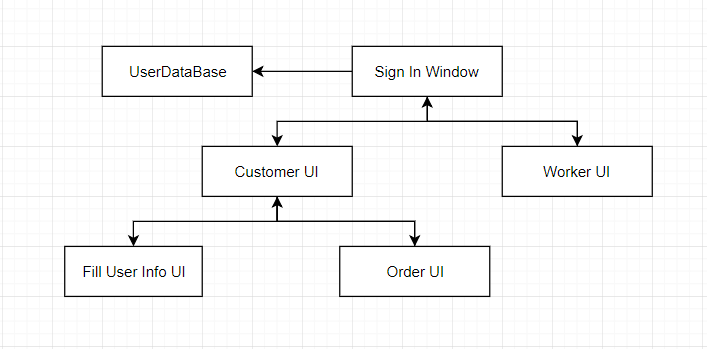 UserDataBase
Sign In Window
Customer UI
Worker UI
Fill User Info UI
Order UI